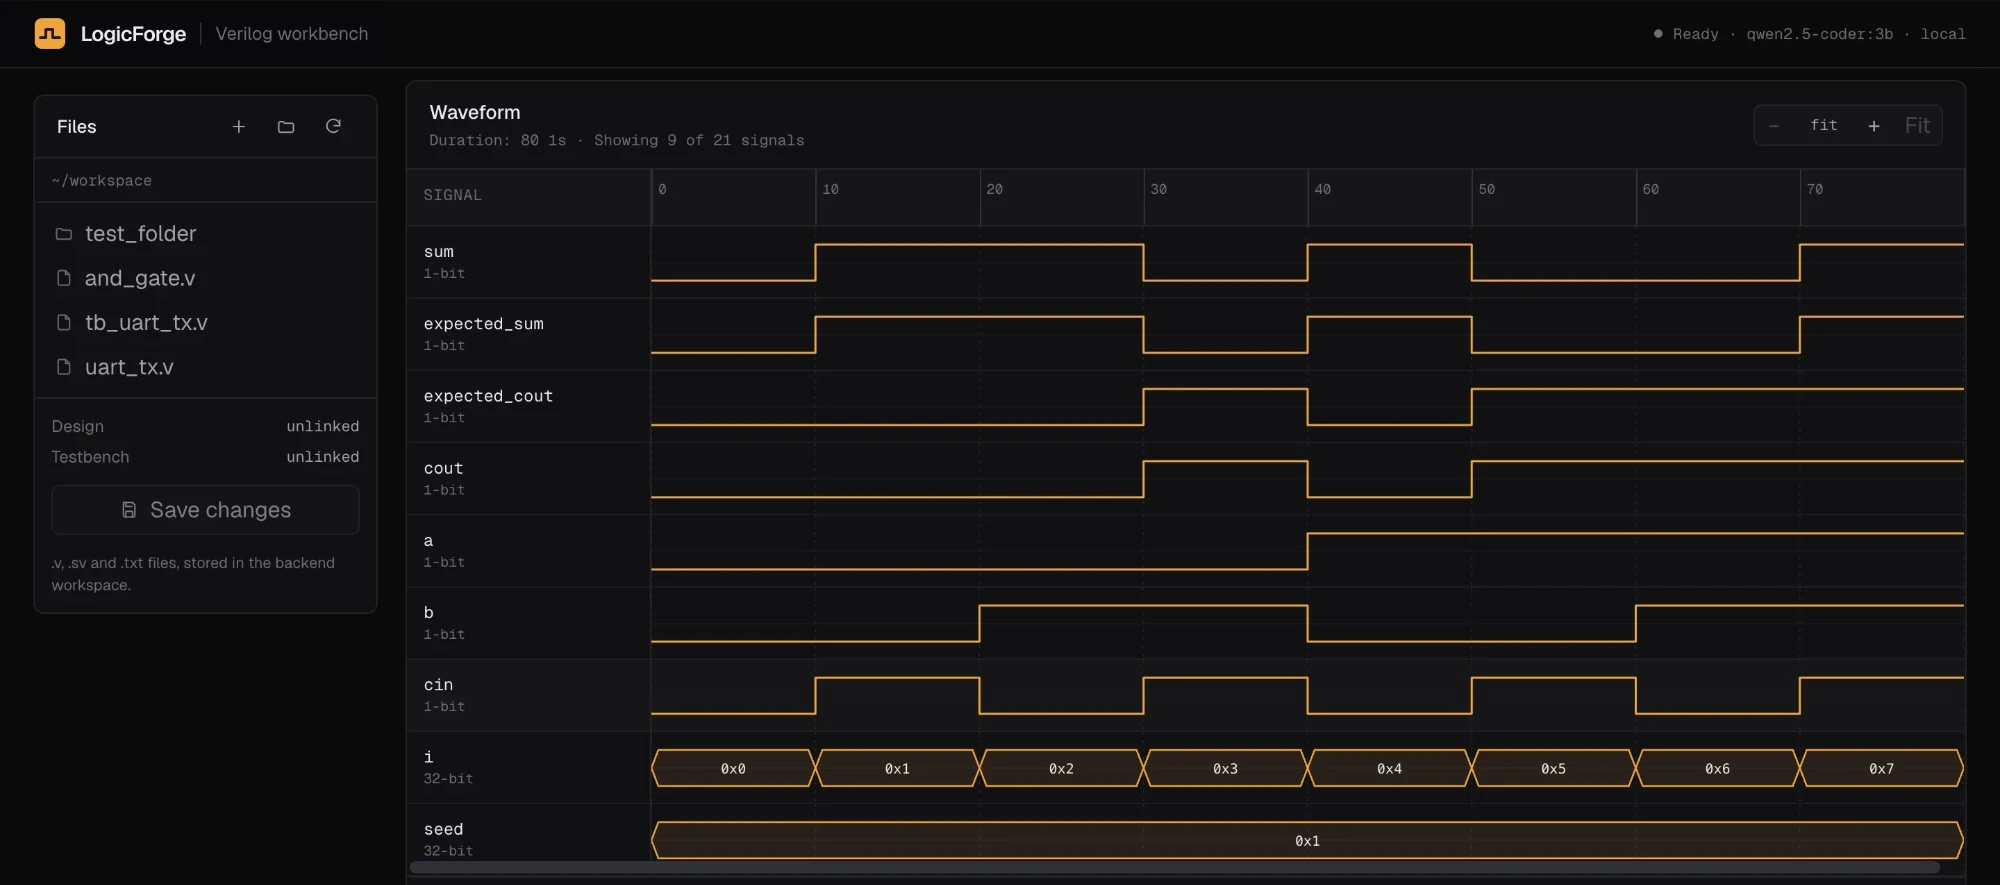 LogicForge | Verilog workbench
Ready · qwen2.5-coder:3b · local
Files
~/workspace
test_folder
and_gate.v
tb_uart_tx.v
uart_tx.v
Design unlinked
Testbench unlinked
Save changes
.v, .sv and .txt files, stored in the backend
workspace.
Waveform
Duration: 80 1s · Showing 9 of 21 signals
− fit + Fit
SIGNAL 0 10 20 30 40 50 60 70
sum
1-bit
expected_sum
1-bit
expected_cout
1-bit
cout
1-bit
a
1-bit
b
1-bit
cin
1-bit
i
32-bit
0x0 0x1 0x2 0x3 0x4 0x5 0x6 0x7
seed
32-bit
0x1